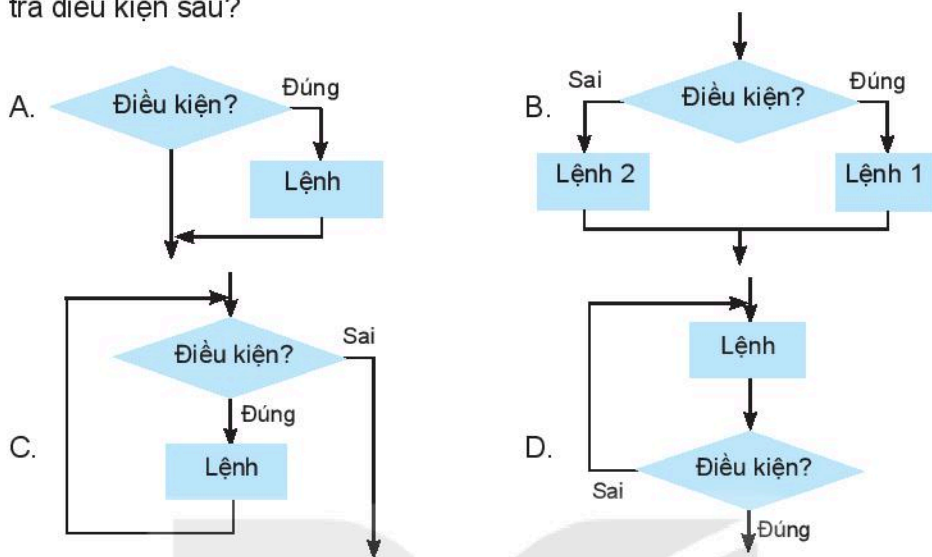 tra điều kiện sau?
A.
Điều kiện?
Đúng
Lệnh
B.
Sai
Điều kiện?
Đúng
Lệnh 2
Lệnh 1
C.
Điều kiện?
Sai
Đúng
Lệnh
D.
Lệnh
Điều kiện?
Sai
Đúng